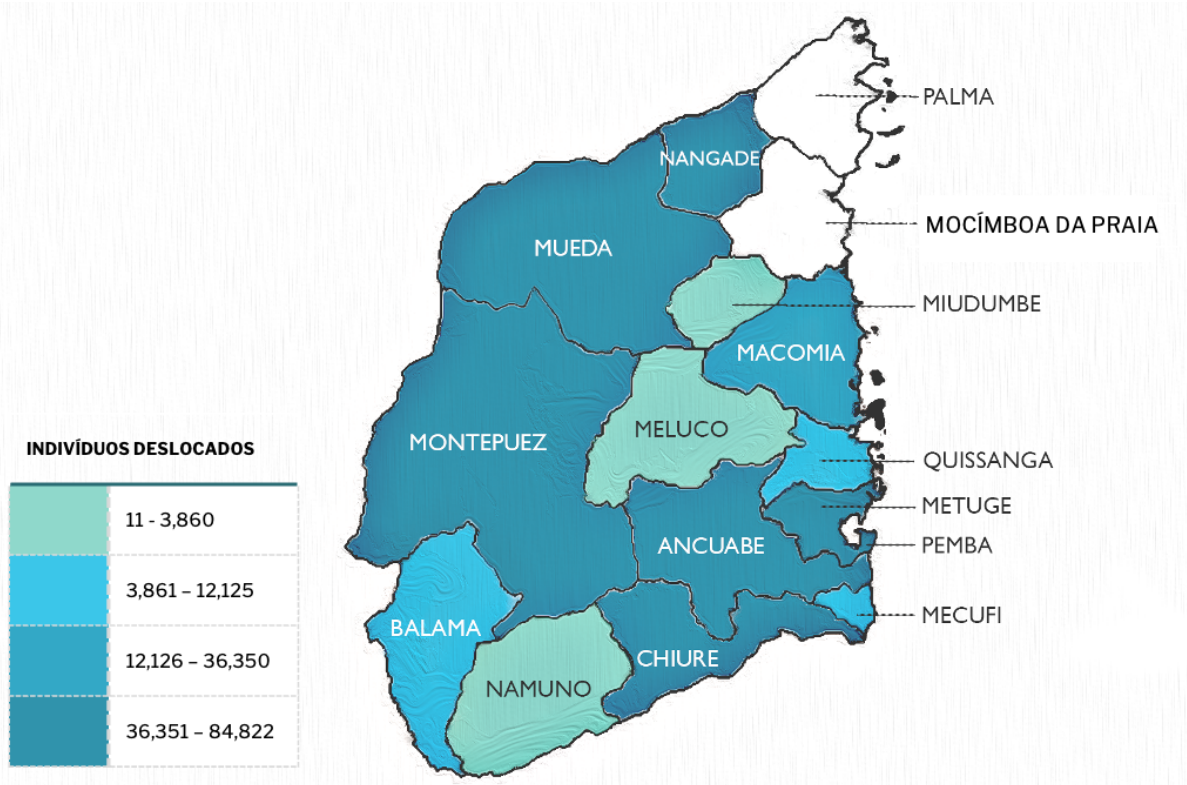 PALMA
NANGADE
MOCÍMBOA DA PRAIA
MUEDA
MIUDUMBE
MACOMIA
MELUCO
MONTEPUEZ
QUISSANGA
METUGE
ANCUABE
PEMBA
MECUFI
BALAMA
CHIURE
NAMUNO
INDIVÍDUOS DESLOCADOS
11 - 3,860
3,861 – 12,125
12,126 – 36,350
36,351 – 84,822